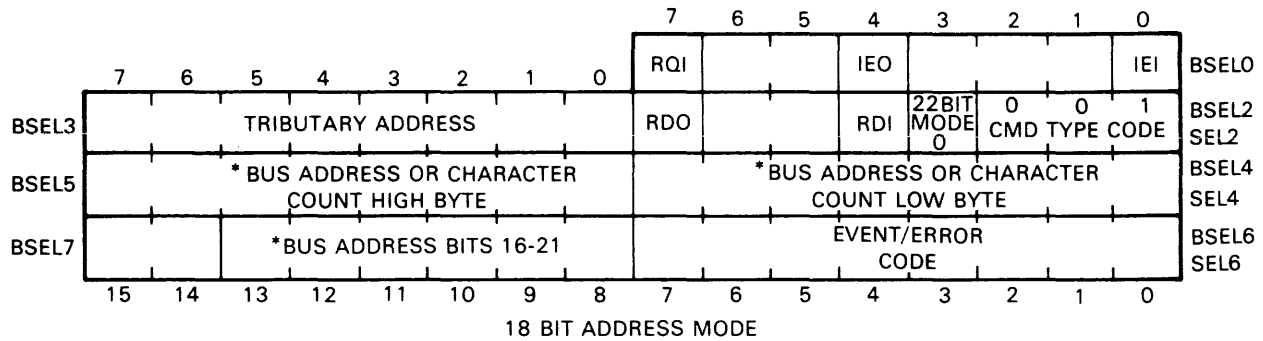 7 6 5 4 3 2 1 0
RQI IEO IEI BSEL0
7 6 5 4 3 2 1 0
BSEL3 TRIBUTARY ADDRESS RDO RDI 22BIT MODE 0 0 0 1 CMD TYPE CODE BSEL2 SEL2
BSEL5 *BUS ADDRESS OR CHARACTER COUNT HIGH BYTE *BUS ADDRESS OR CHARACTER COUNT LOW BYTE BSEL4 SEL4
BSEL7 *BUS ADDRESS BITS 16-21 EVENT/ERROR CODE BSEL6 SEL6
15 14 13 12 11 10 9 8 7 6 5 4 3 2 1 0
18 BIT ADDRESS MODE